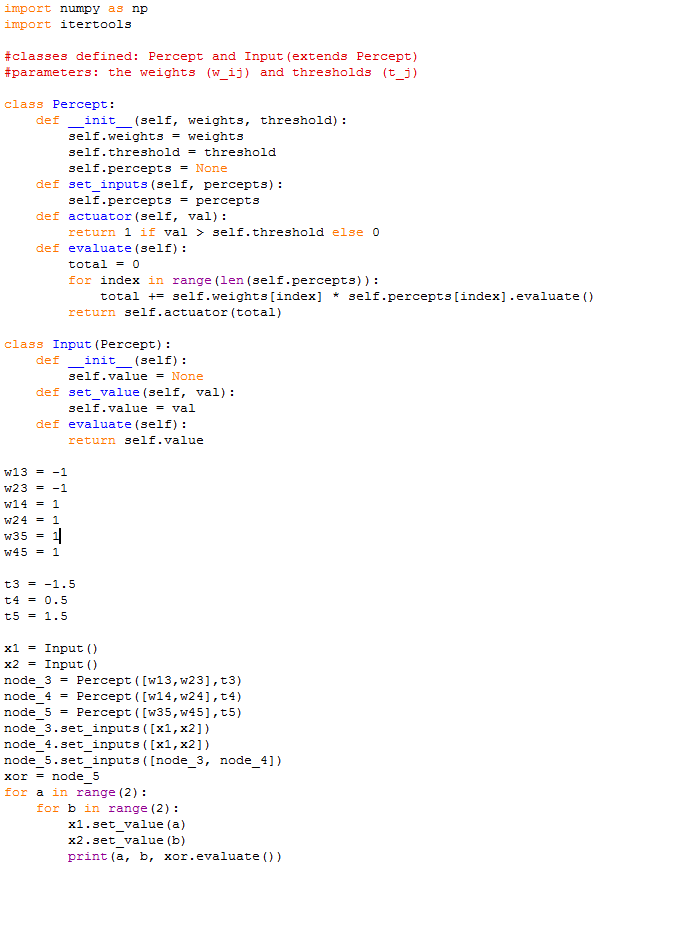 import numpy as np
import itertools
#classes defined: Percept and Input(extends Percept)
#parameters: the weights (w_ij) and thresholds (t_j)
class Percept:
    def __init__(self, weights, threshold):
        self.weights = weights
        self.threshold = threshold
        self.percepts = None
    def set_inputs(self, percepts):
        self.percepts = percepts
    def actuator(self, val):
        return 1 if val > self.threshold else 0
    def evaluate(self):
        total = 0
        for index in range(len(self.percepts)):
            total += self.weights[index] * self.percepts[index].evaluate()
        return self.actuator(total)
class Input(Percept):
    def __init__(self):
        self.value = None
    def set_value(self, val):
        self.value = val
    def evaluate(self):
        return self.value
w13 = -1
w23 = -1
w14 = 1
w24 = 1
w35 = 1
w45 = 1
t3 = -1.5
t4 = 0.5
t5 = 1.5
x1 = Input()
x2 = Input()
node_3 = Percept([w13,w23],t3)
node_4 = Percept([w14,w24],t4)
node_5 = Percept([w35,w45],t5)
node_3.set_inputs([x1,x2])
node_4.set_inputs([x1,x2])
node_5.set_inputs([node_3, node_4])
xor = node_5
for a in range(2):
    for b in range(2):
        x1.set_value(a)
        x2.set_value(b)
        print(a, b, xor.evaluate())